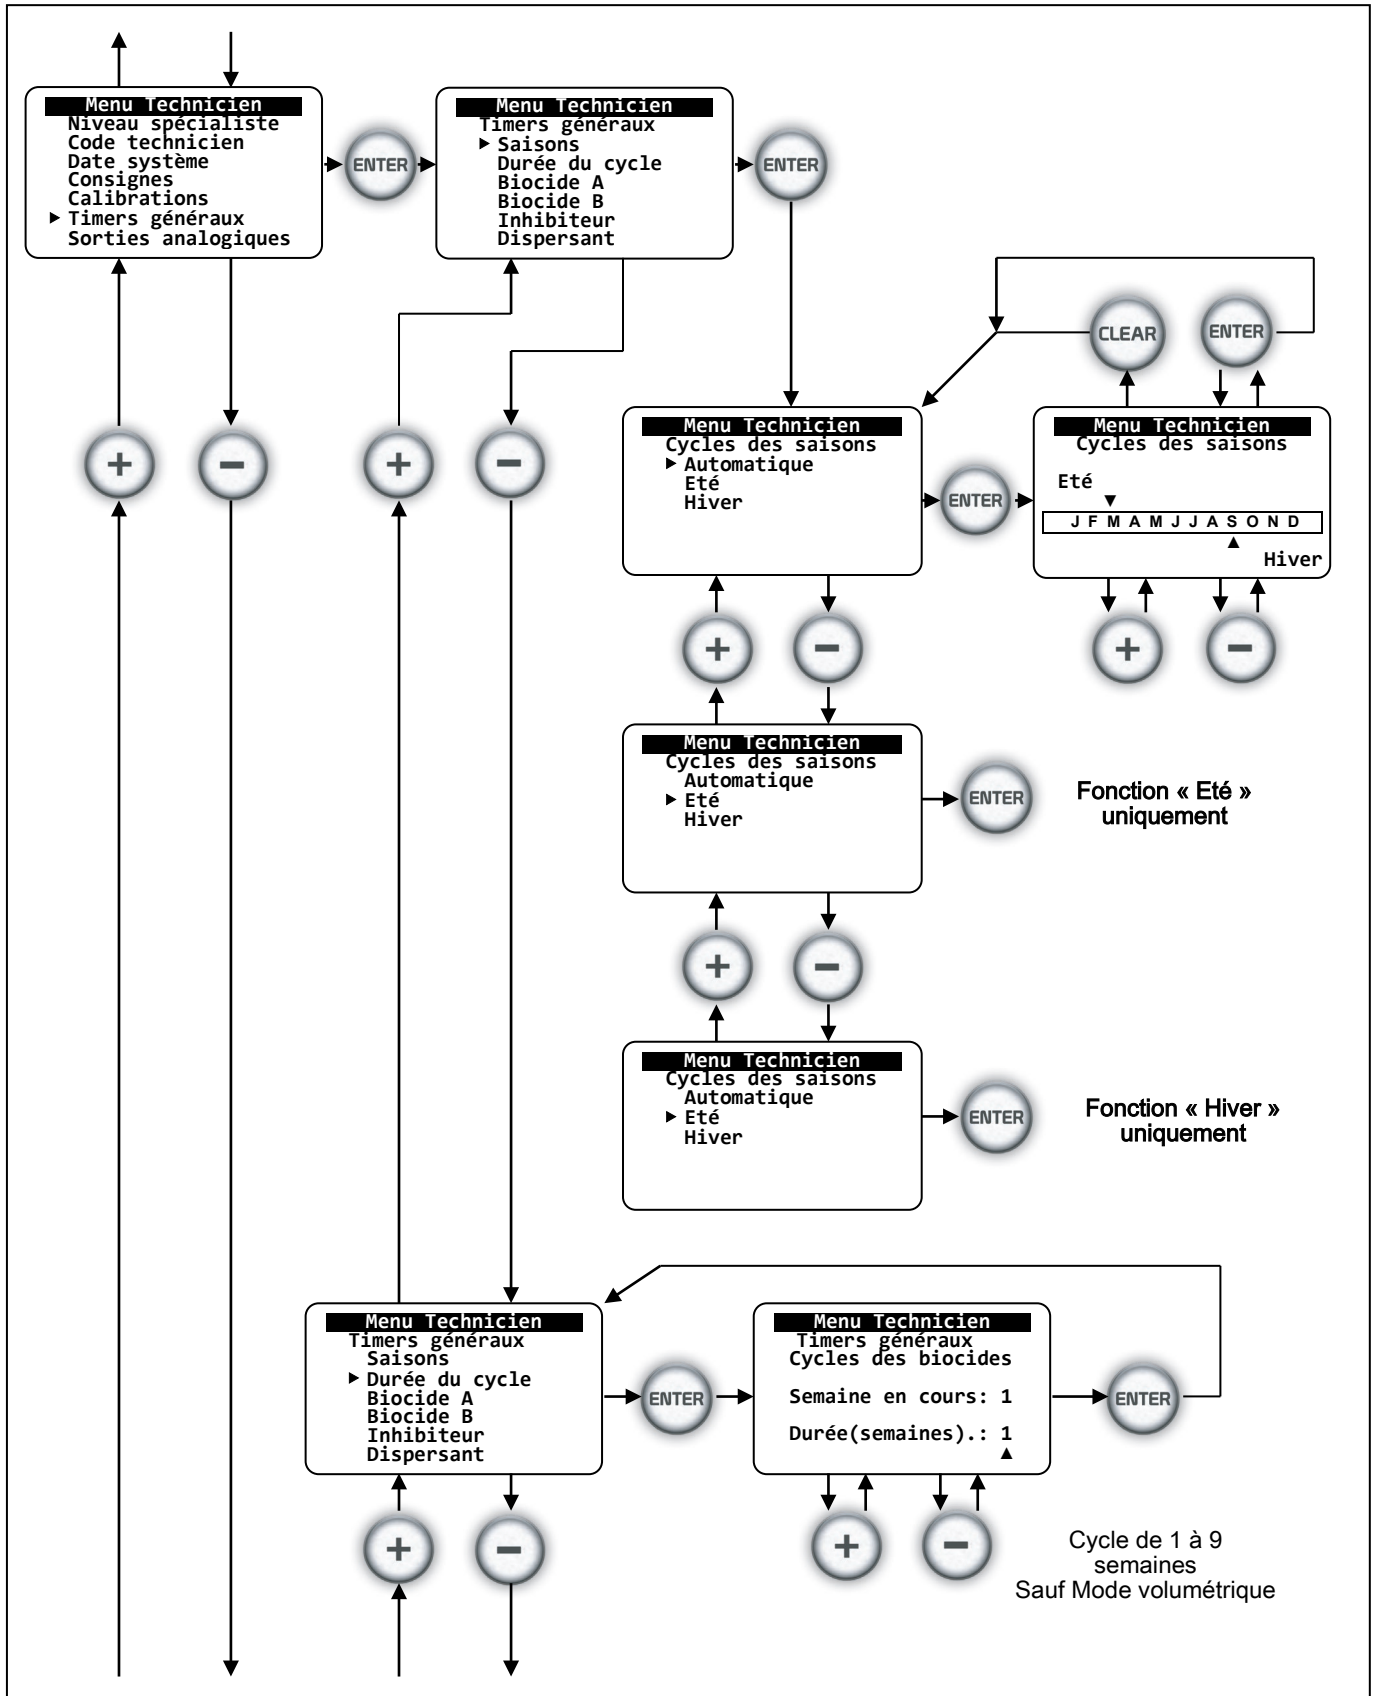 Menu Technicien
Niveau spécialiste
Code technicien
Date système
Consignes
Calibrations
▶ Timers généraux
Sorties analogiques
ENTER
Menu Technicien
Timers généraux
▶ Saisons
Durée du cycle
Biocide A
Biocide B
Inhibiteur
Dispersant
ENTER
CLEAR
ENTER
+
-
+
-
Menu Technicien
Cycles des saisons
▶ Automatique
Eté
Hiver
ENTER
Menu Technicien
Cycles des saisons
Eté
▼
J F M A M J J A S O N D
▲
Hiver
+
-
+
-
Menu Technicien
Cycles des saisons
Automatique
▶ Eté
Hiver
ENTER
Fonction « Eté »
uniquement
+
-
Menu Technicien
Cycles des saisons
Automatique
▶ Eté
Hiver
ENTER
Fonction « Hiver »
uniquement
Menu Technicien
Timers généraux
Saisons
▶ Durée du cycle
Biocide A
Biocide B
Inhibiteur
Dispersant
ENTER
Menu Technicien
Timers généraux
Cycles des biocides
Semaine en cours: 1
Durée(semaines).: 1
▲
ENTER
+
-
+
-
Cycle de 1 à 9
semaines
Sauf Mode volumétrique